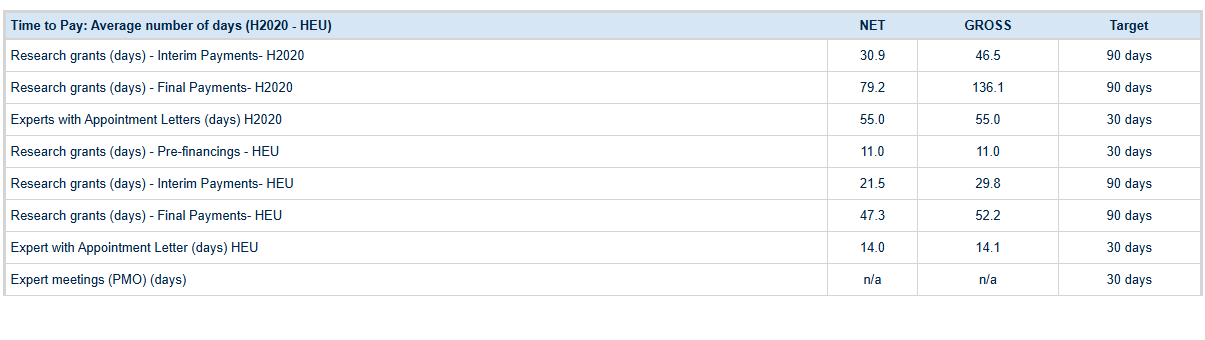 Time to Pay: Average number of days (H2020 - HEU) NET GROSS Target
Research grants (days) - Interim Payments- H2020 30.9 46.5 90 days
Research grants (days) - Final Payments- H2020 79.2 136.1 90 days
Experts with Appointment Letters (days) H2020 55.0 55.0 30 days
Research grants (days) - Pre-financings - HEU 11.0 11.0 30 days
Research grants (days) - Interim Payments- HEU 21.5 29.8 90 days
Research grants (days) - Final Payments- HEU 47.3 52.2 90 days
Expert with Appointment Letter (days) HEU 14.0 14.1 30 days
Expert meetings (PMO) (days) n/a n/a 30 days